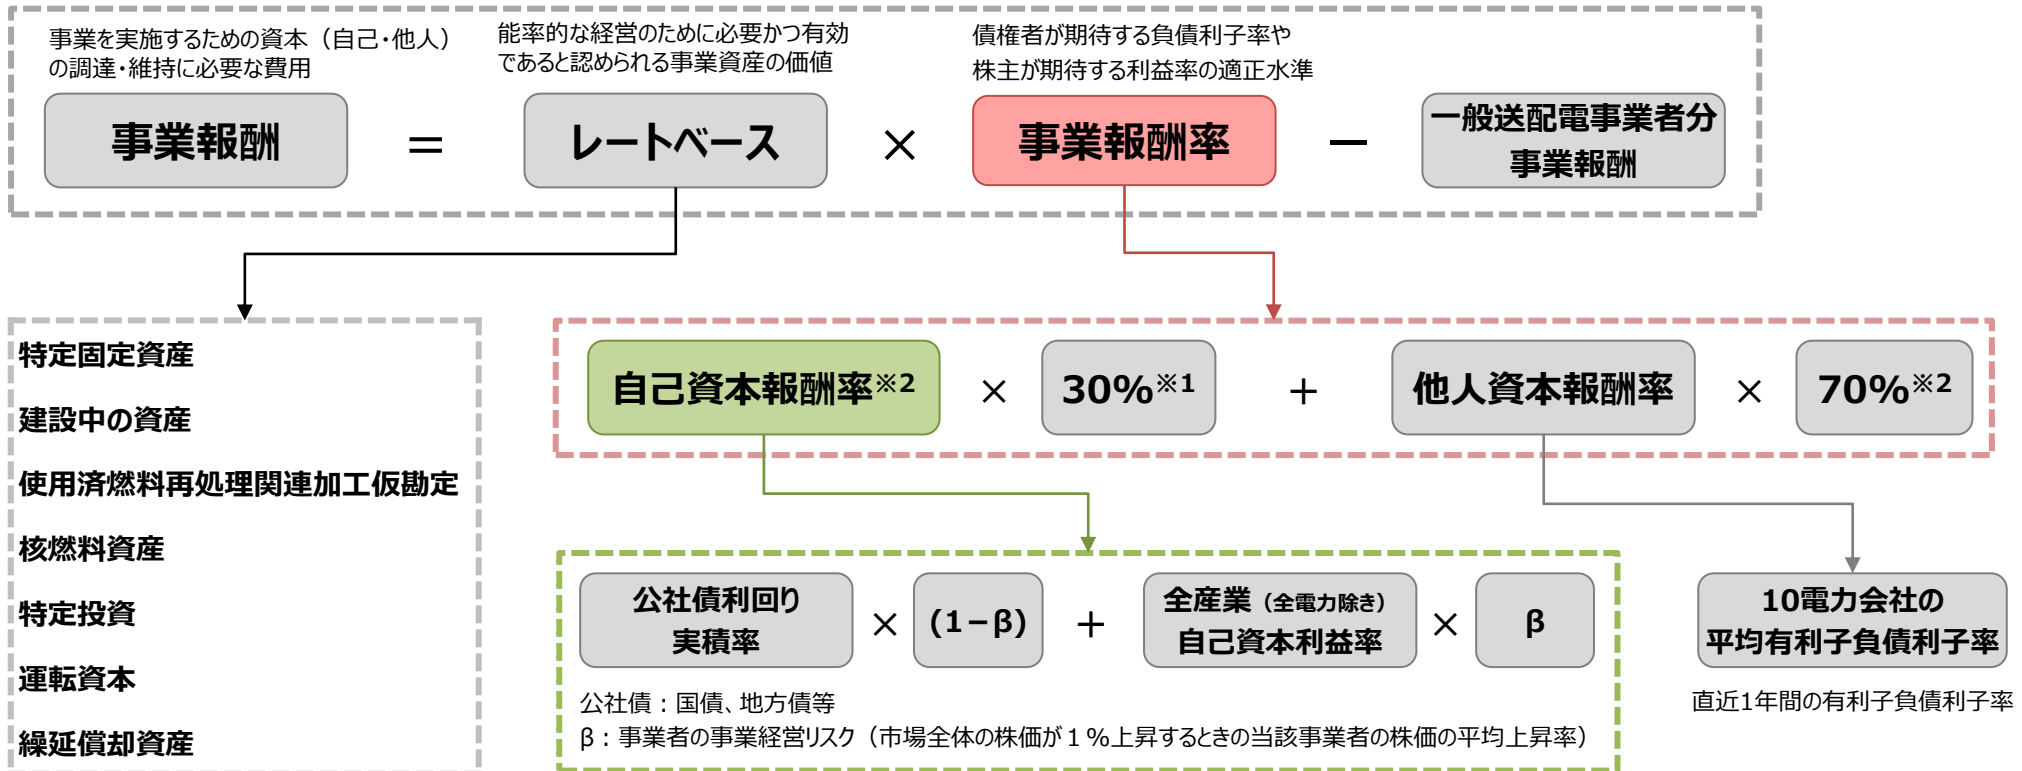 事業を実施するための資本（自己・他人）
の調達・維持に必要な費用
能率的な経営のために必要かつ有効
であると認められる事業資産の価値
債権者が期待する負債利子率や
株主が期待する利益率の適正水準
事業報酬
＝
レートベース
×
事業報酬率
－
一般送配電事業者分
事業報酬
特定固定資産
建設中の資産
使用済燃料再処理関連加工仮勘定
核燃料資産
特定投資
運転資本
繰延償却資産
自己資本報酬率※2
×
30%※1
＋
他人資本報酬率
×
70%※2
公社債利回り
実積率
×
(1－β)
＋
全産業（全電力除き）
自己資本利益率
×
β
公社債：国債、地方債等
β：事業者の事業経営リスク（市場全体の株価が１%上昇するときの当該事業者の株価の平均上昇率）
10電力会社の
平均有利子負債利子率
直近1年間の有利子負債利子率